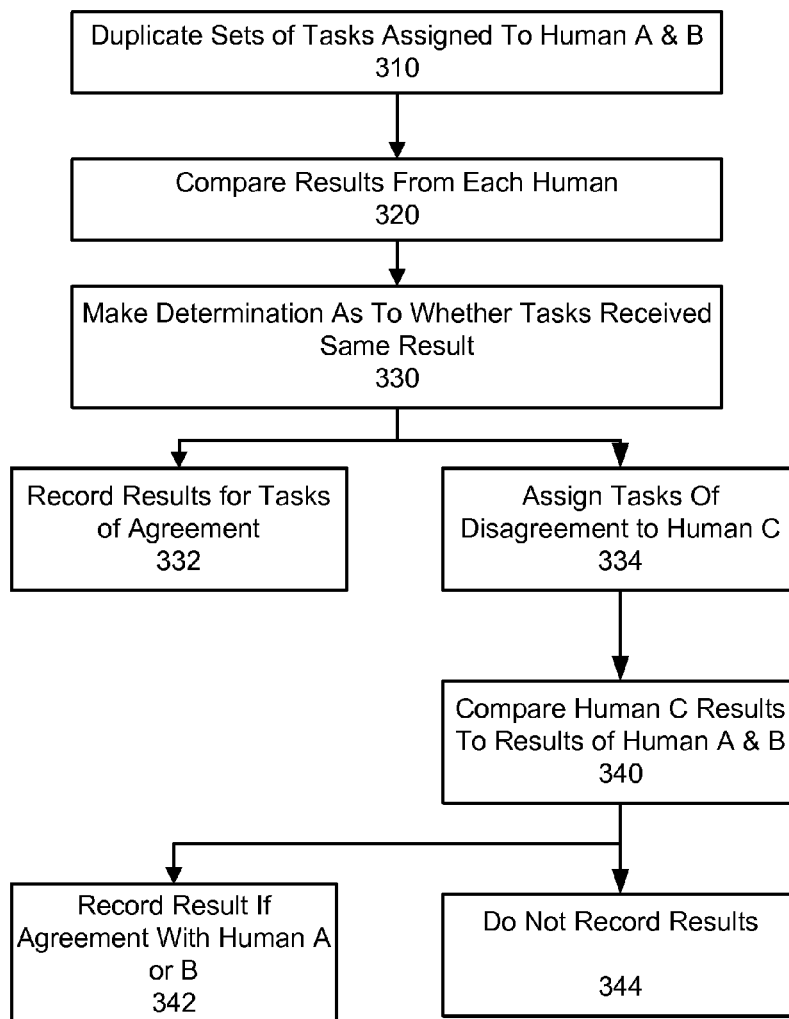 Duplicate Sets of Tasks Assigned To Human A & B
310
Compare Results From Each Human
320
Make Determination As To Whether Tasks Received
Same Result
330
Record Results for Tasks
of Agreement
332
Assign Tasks Of
Disagreement to Human C
334
Compare Human C Results
To Results of Human A & B
340
Record Result If
Agreement With Human A
or B
342
Do Not Record Results
344